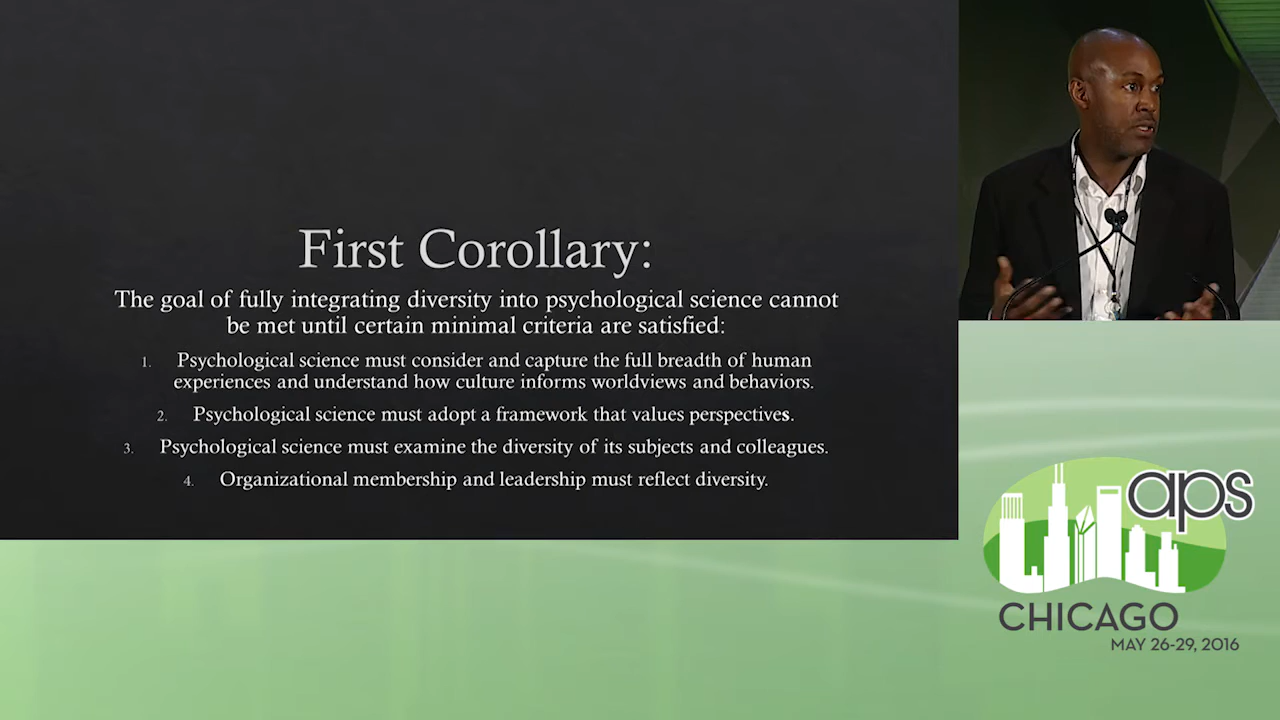 First Corollary:
The goal of fully integrating diversity into psychological science cannot
be met until certain minimal criteria are satisfied:
1. Psychological science must consider and capture the full breadth of human
experiences and understand how culture informs worldviews and behaviors.
2. Psychological science must adopt a framework that values perspectives.
3. Psychological science must examine the diversity of its subjects and colleagues.
4. Organizational membership and leadership must reflect diversity.
aps
CHICAGO
MAY 26-29, 2016